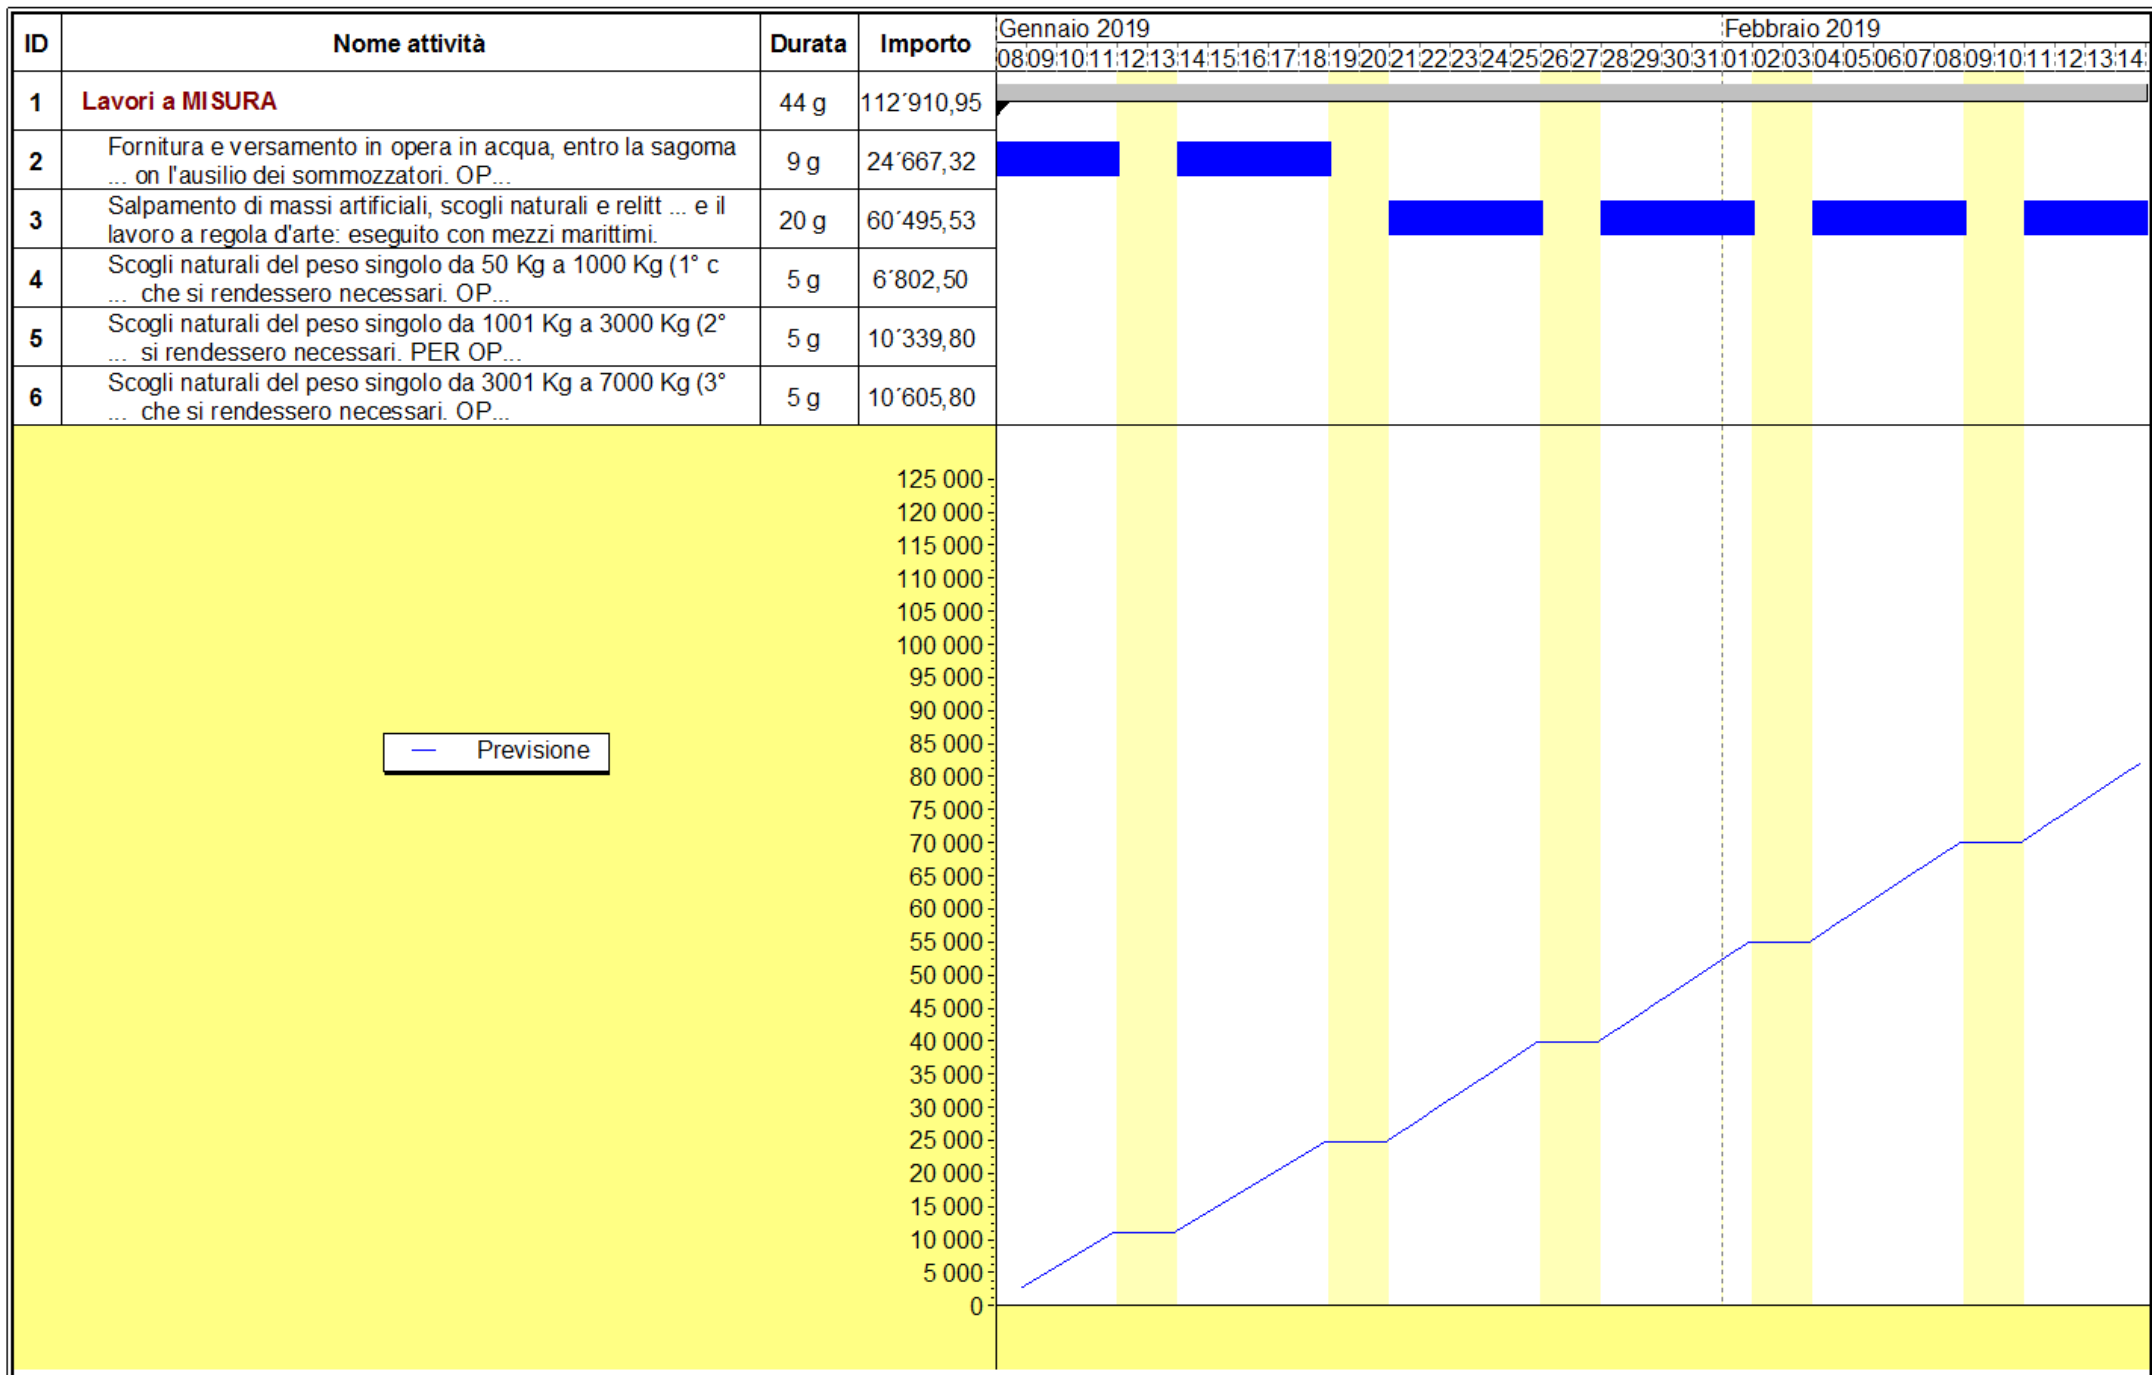 ID Nome attività Durata Importo Gennaio 2019 Febbraio 2019
08 09 10 11 12 13 14 15 16 17 18 19 20 21 22 23 24 25 26 27 28 29 30 31 01 02 03 04 05 06 07 08 09 10 11 12 13 14
1 Lavori a MISURA 44 g 112´910,95
2 Fornitura e versamento in opera in acqua, entro la sagoma
... on l'ausilio dei sommozzatori. OP... 9 g 24´667,32
3 Salpamento di massi artificiali, scogli naturali e relitt ... e il
lavoro a regola d'arte: eseguito con mezzi marittimi. 20 g 60´495,53
4 Scogli naturali del peso singolo da 50 Kg a 1000 Kg (1° c
... che si rendessero necessari. OP... 5 g 6´802,50
5 Scogli naturali del peso singolo da 1001 Kg a 3000 Kg (2°
... si rendessero necessari. PER OP... 5 g 10´339,80
6 Scogli naturali del peso singolo da 3001 Kg a 7000 Kg (3°
... che si rendessero necessari. OP... 5 g 10´605,80
125 000
120 000
115 000
110 000
105 000
100 000
95 000
90 000
85 000
80 000
75 000
70 000
65 000
60 000
55 000
50 000
45 000
40 000
35 000
30 000
25 000
20 000
15 000
10 000
5 000
0
Previsione